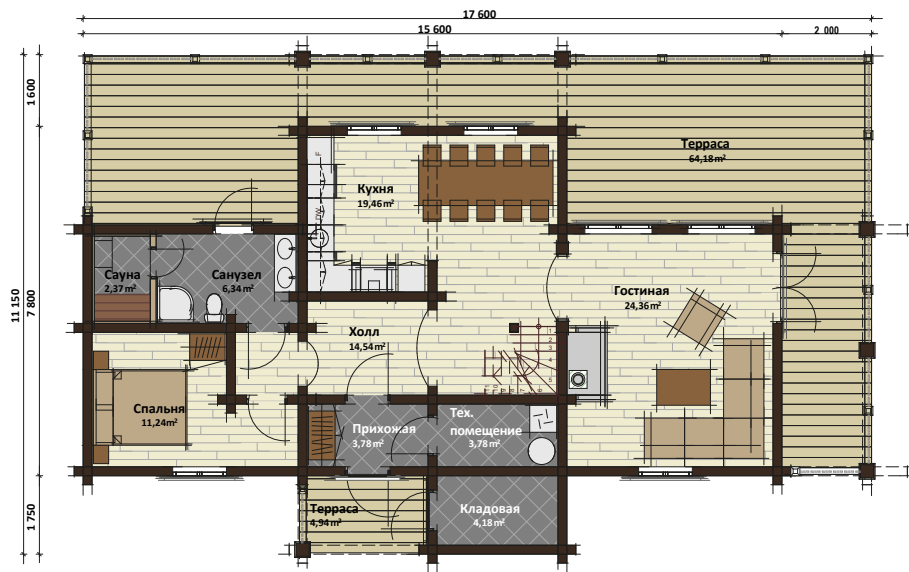 17 600
15 600
2 000
1 600
11 150
7 800
1 750
Терраса
64,18 m²
Кухня
19,46 m²
F
DW
Сауна
2,37 m²
Санузел
6,34 m²
Гостиная
24,36 m²
Холл
14,54 m²
Спальня
11,24 m²
Прихожая
3,78 m²
Тех.
помещение
3,78 m²
Терраса
4,94 m²
Кладовая
4,18 m²